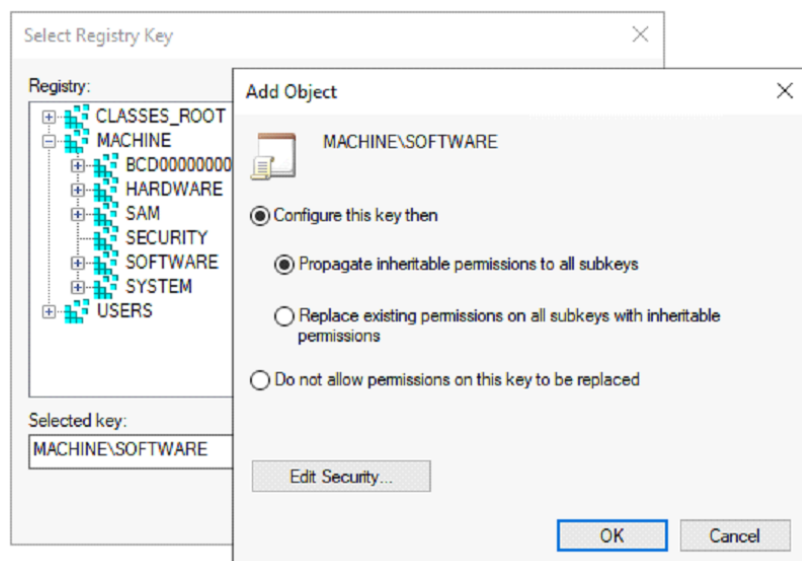 Select Registry Key
Registry:
CLASSES_ROOT
MACHINE
BCD00000000
HARDWARE
SAM
SECURITY
SOFTWARE
SYSTEM
USERS
Selected key:
MACHINE\SOFTWARE
Add Object
MACHINE\SOFTWARE
Configure this key then
Propagate inheritable permissions to all subkeys
Replace existing permissions on all subkeys with inheritable
permissions
Do not allow permissions on this key to be replaced
Edit Security...
OK
Cancel